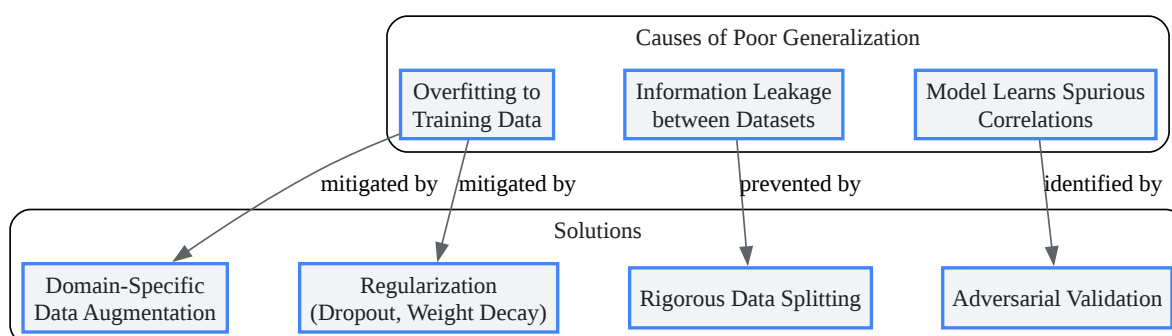 Causes of Poor Generalization
Overfitting to
Training Data
Information Leakage
between Datasets
Model Learns Spurious
Correlations
mitigated by
mitigated by
prevented by
identified by
Solutions
Domain-Specific
Data Augmentation
Regularization
(Dropout, Weight Decay)
Rigorous Data Splitting
Adversarial Validation